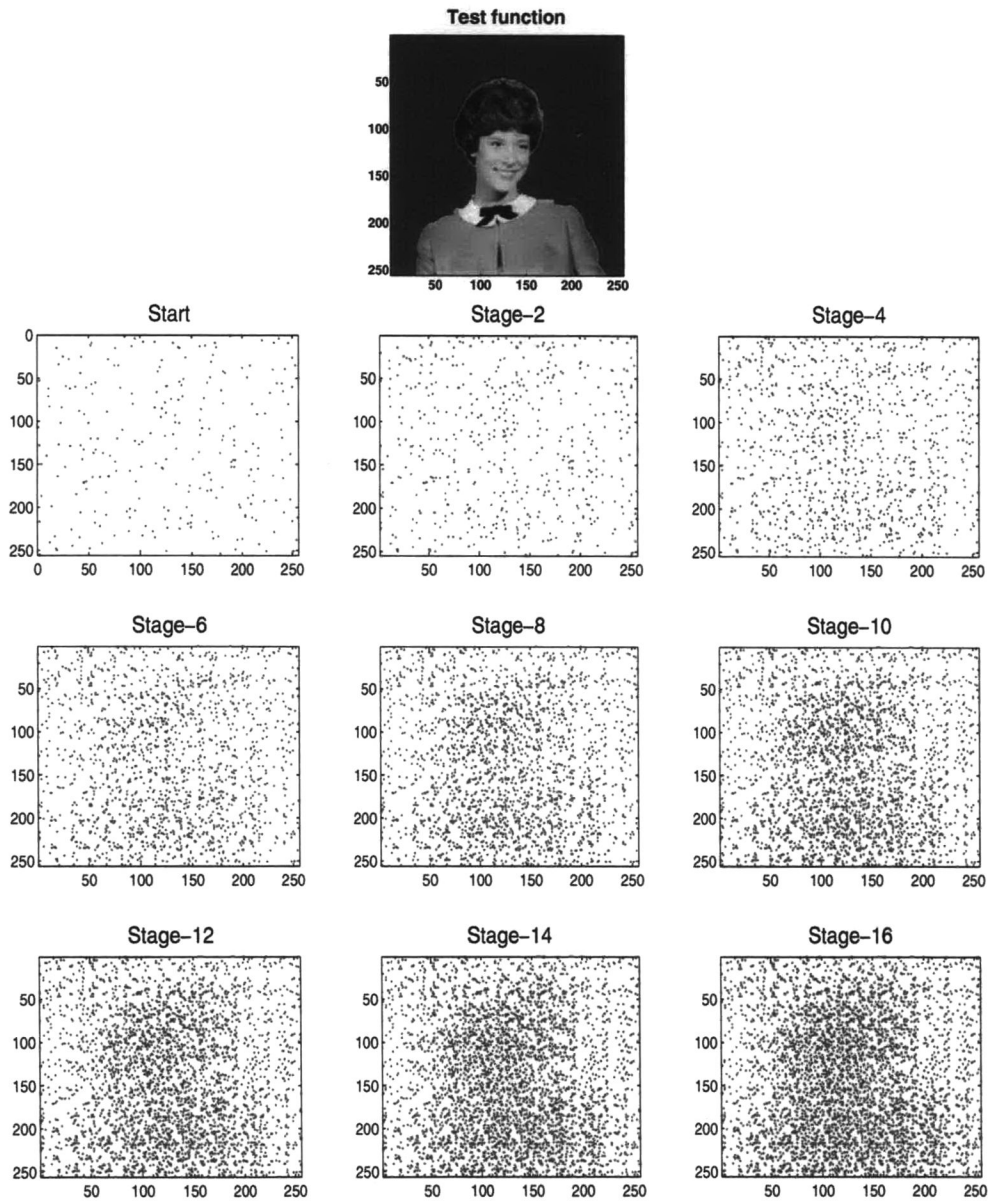 Test function
50
100
150
200
250
50 100 150 200 250
Start Stage–2 Stage–4
0
50 50 50
100 100 100
150 150 150
200 200 200
250 250 250
0 50 100 150 200 250 50 100 150 200 250 50 100 150 200 250
Stage–6 Stage–8 Stage–10
50 50 50
100 100 100
150 150 150
200 200 200
250 250 250
50 100 150 200 250 50 100 150 200 250 50 100 150 200 250
Stage–12 Stage–14 Stage–16
50 50 50
100 100 100
150 150 150
200 200 200
250 250 250
50 100 150 200 250 50 100 150 200 250 50 100 150 200 250